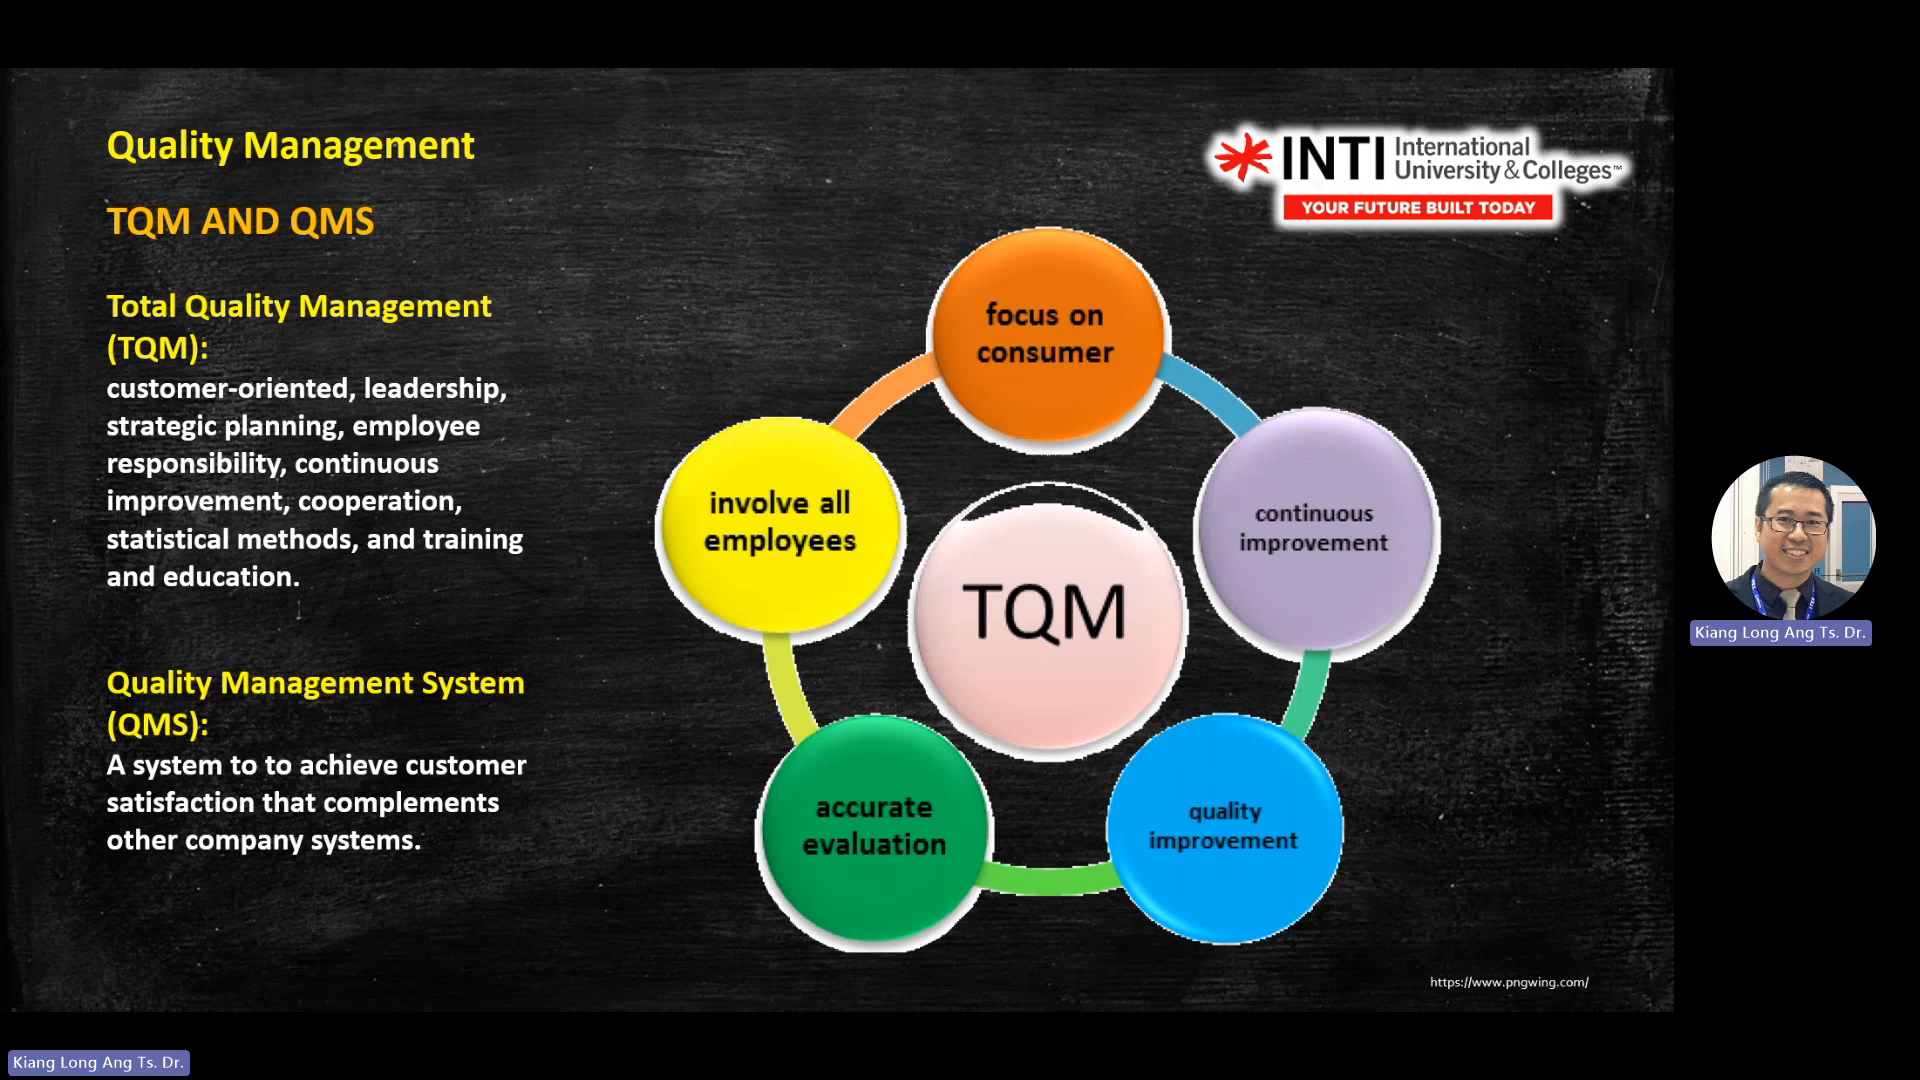 Quality Management
TQM AND QMS
Total Quality Management
(TQM):
customer-oriented, leadership,
strategic planning, employee
responsibility, continuous
improvement, cooperation,
statistical methods, and training
and education.
Quality Management System
(QMS):
A system to to achieve customer
satisfaction that complements
other company systems.
INTI International
University & Colleges™
YOUR FUTURE BUILT TODAY
focus on
consumer
involve all
employees
continuous
improvement
TQM
accurate
evaluation
quality
improvement
https://www.pngwing.com/
Kiang Long Ang Ts. Dr.
Kiang Long Ang Ts. Dr.